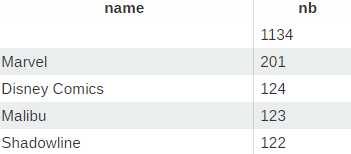 name nb
1134
Marvel 201
Disney Comics 124
Malibu 123
Shadowline 122